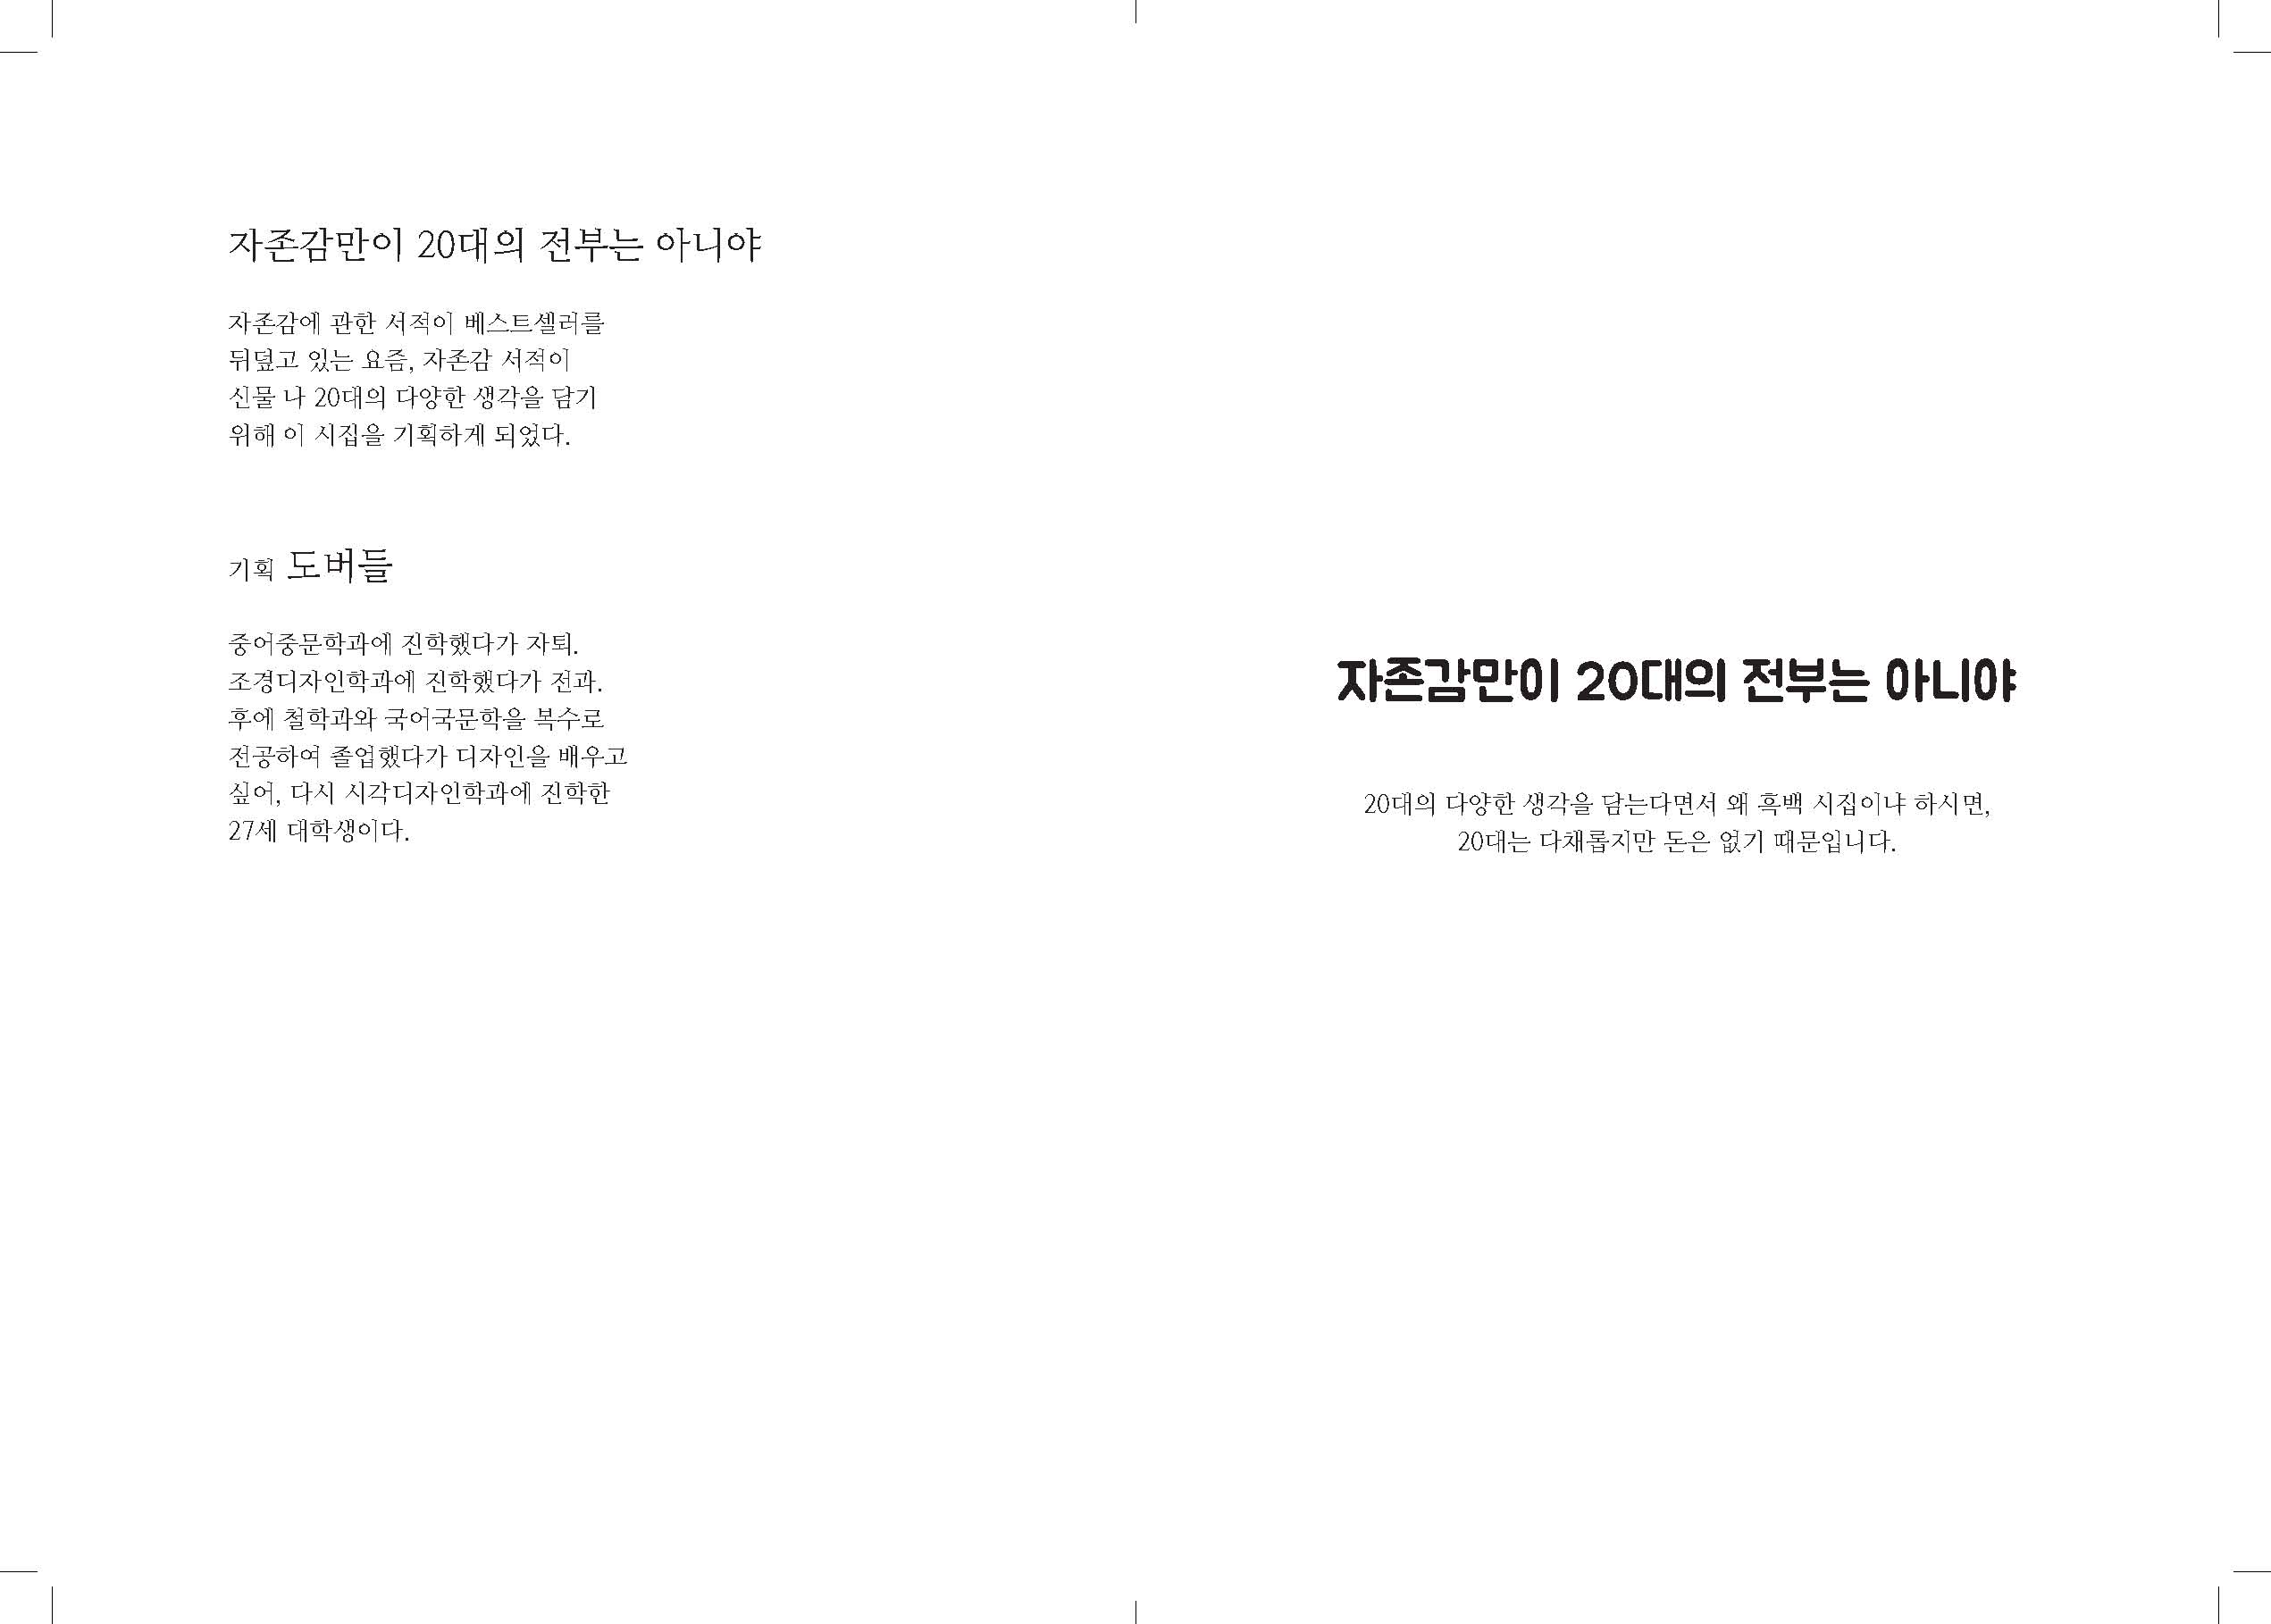 자존감만이 20대의 전부는 아니야
자존감에 관한 서적이 베스트셀러를
뒤덮고 있는 요즘, 자존감 서적이
신물 나 20대의 다양한 생각을 담기
위해 이 시집을 기획하게 되었다.
기획 도버들
중어중문학과에 진학했다가 자퇴.
조경디자인학과에 진학했다가 전과.
후에 철학과와 국어국문학을 복수로
전공하여 졸업했다가 디자인을 배우고
싶어, 다시 시각디자인학과에 진학한
27세 대학생이다.
자존감만이 20대의 전부는 아니야
20대의 다양한 생각을 담는다면서 왜 흑백 시집이냐 하시면,
20대는 다채롭지만 돈은 없기 때문입니다.